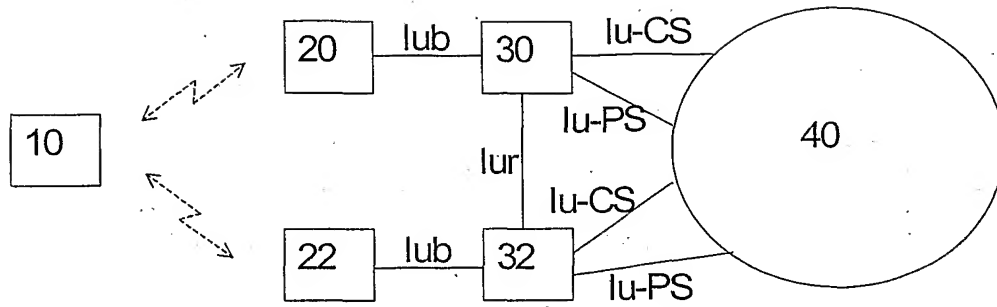 20 Iub 30 Iu-CS
Iu-PS
10 40
Iur
Iu-CS
22 Iub 32
Iu-PS